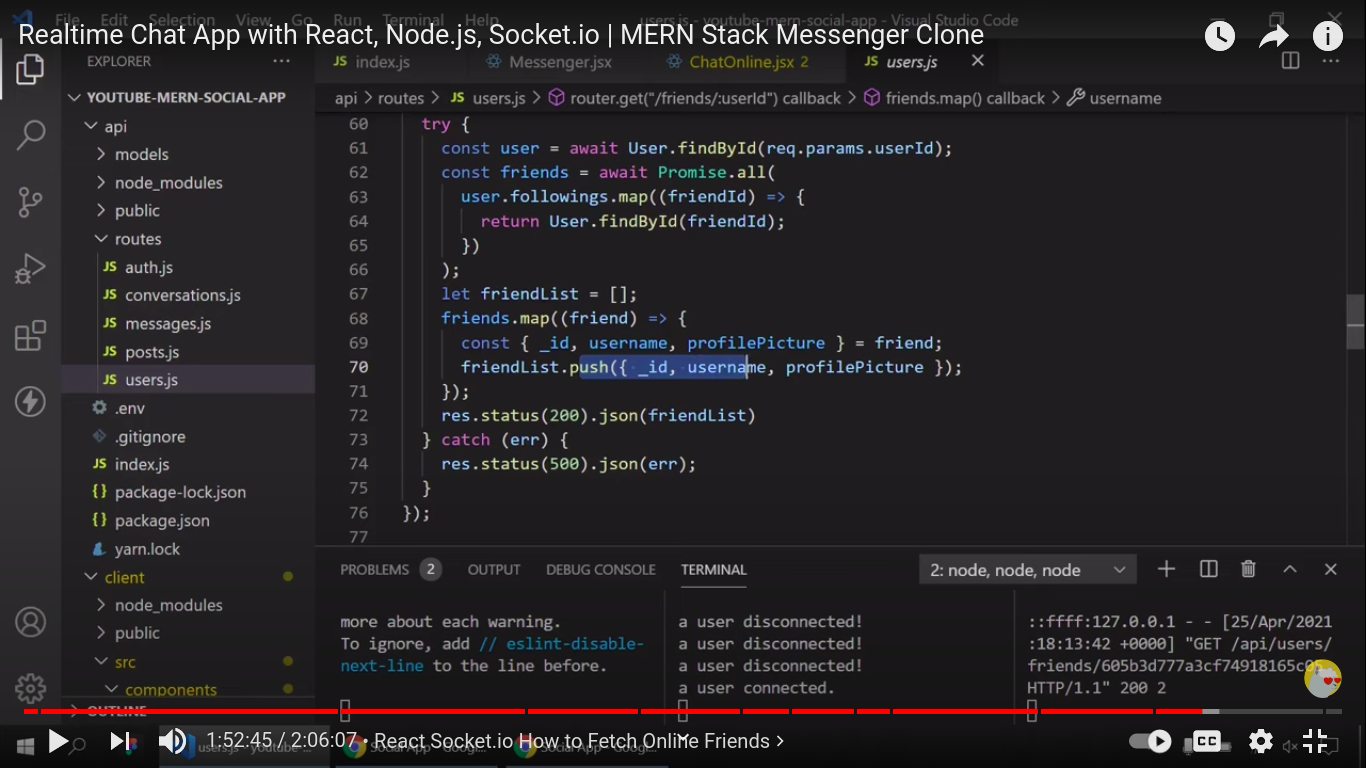 File Edit Selection View Go Run Terminal Help users.js - youtube-mern-social-app - Visual Studio Code
Realtime Chat App with React, Node.js, Socket.io | MERN Stack Messenger Clone
EXPLORER
JS index.js
Messenger.jsx
ChatOnline.jsx 2
JS users.js
YOUTUBE-MERN-SOCIAL-APP
api > routes > JS users.js > router.get("/friends/:userId") callback > friends.map() callback > username
api
models
node_modules
public
routes
JS auth.js
JS conversations.js
JS messages.js
JS posts.js
JS users.js
.env
.gitignore
JS index.js
{} package-lock.json
{} package.json
yarn.lock
client
node_modules
public
src
components
OUTLINE
60 try {
61 const user = await User.findById(req.params.userId);
62 const friends = await Promise.all(
63 user.followings.map((friendId) => {
64 return User.findById(friendId);
65 })
66 );
67 let friendList = [];
68 friends.map((friend) => {
69 const { _id, username, profilePicture } = friend;
70 friendList.push({ _id, username, profilePicture });
71 });
72 res.status(200).json(friendList)
73 } catch (err) {
74 res.status(500).json(err);
75 }
76 });
77
PROBLEMS 2 OUTPUT DEBUG CONSOLE TERMINAL 2: node, node, node
more about each warning.
To ignore, add // eslint-disable-
next-line to the line before.
a user disconnected!
a user disconnected!
a user disconnected!
a user connected.
::ffff:127.0.0.1 - - [25/Apr/2021
:18:13:42 +0000] "GET /api/users/
friends/605b3d777a3cf74918165c05
HTTP/1.1" 200 2
1:52:45 / 2:06:07 • React Socket.io How to Fetch Online Friends >
CC